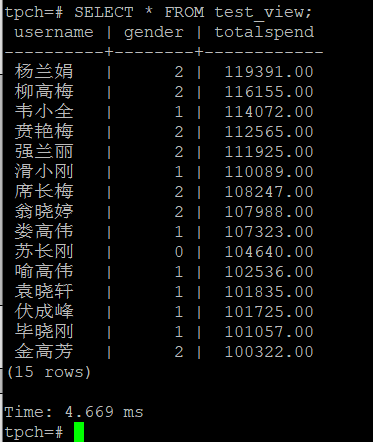 tpch=# SELECT * FROM test_view;
 username | gender | totalspend
----------+--------+------------
 杨兰娟   |      2 |  119391.00
 柳高梅   |      2 |  116155.00
 韦小全   |      1 |  114072.00
 贲艳梅   |      2 |  112565.00
 强兰丽   |      2 |  111925.00
 滑小刚   |      1 |  110089.00
 席长梅   |      2 |  108247.00
 翁晓婷   |      2 |  107988.00
 娄高伟   |      1 |  107323.00
 苏长刚   |      0 |  104640.00
 喻高伟   |      1 |  102536.00
 袁晓轩   |      1 |  101835.00
 伏成峰   |      1 |  101725.00
 毕晓刚   |      1 |  101057.00
 金高芳   |      2 |  100322.00
(15 rows)
Time: 4.669 ms
tpch=#